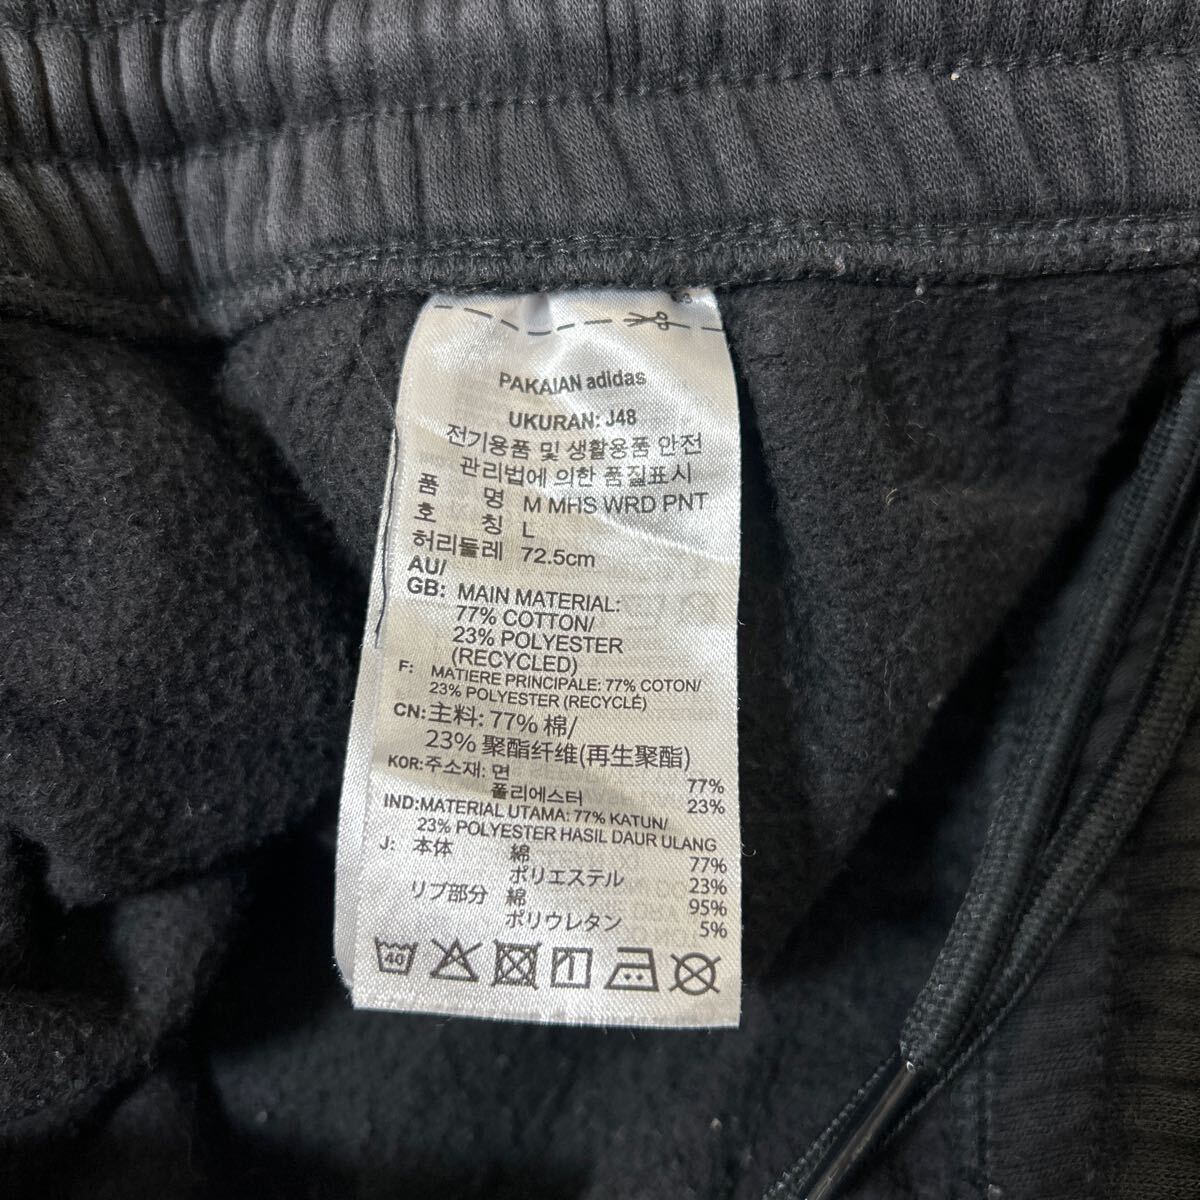 PAKAIAN adidas
UKURAN: J48
전기용품 및 생활용품 안전
관리법에 의한 품질표시
품 명 M MHS WRD PNT
호 칭 L
허리둘레 72.5cm
AU/
GB: MAIN MATERIAL:
77% COTTON/
23% POLYESTER
(RECYCLED)
F: MATIERE PRINCIPALE: 77% COTON/
23% POLYESTER (RECYCLÉ)
CN:主料: 77% 棉/
23% 聚酯纤维(再生聚酯)
KOR:주소재: 면 77%
폴리에스터 23%
IND:MATERIAL UTAMA: 77% KATUN/
23% POLYESTER HASIL DAUR ULANG
J: 本体 綿 77%
ポリエステル 23%
リブ部分 綿 95%
ポリウレタン 5%
40